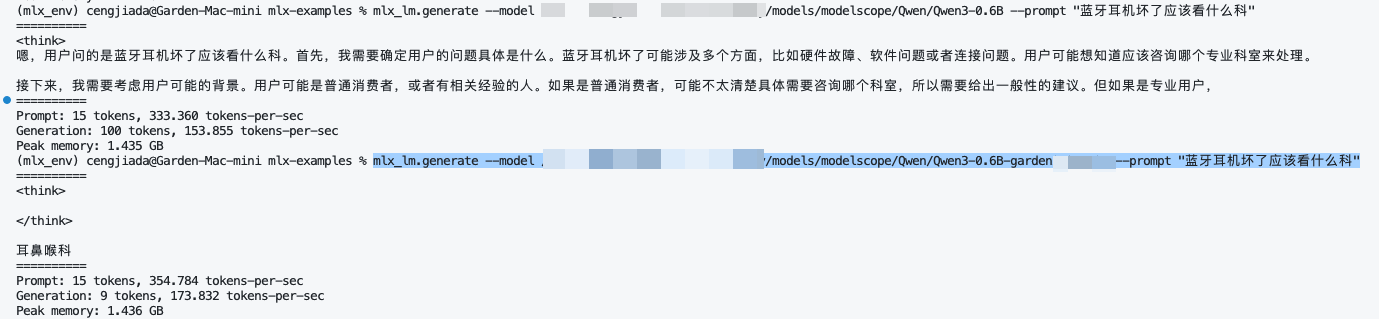 (mlx_env) cengjiada@Garden-Mac-mini mlx-examples % mlx_lm.generate --model /models/modelscope/Qwen/Qwen3-0.6B --prompt "蓝牙耳机坏了应该看什么科"
==========
<think>
嗯，用户问的是蓝牙耳机坏了应该看什么科。首先，我需要确定用户的问题具体是什么。蓝牙耳机坏了可能涉及多个方面，比如硬件故障、软件问题或者连接问题。用户可能想知道应该咨询哪个专业科室来处理。
接下来，我需要考虑用户可能的背景。用户可能是普通消费者，或者有相关经验的人。如果是普通消费者，可能不太清楚具体需要咨询哪个科室，所以需要给出一般性的建议。但如果是专业用户，
==========
Prompt: 15 tokens, 333.360 tokens-per-sec
Generation: 100 tokens, 153.855 tokens-per-sec
Peak memory: 1.435 GB
(mlx_env) cengjiada@Garden-Mac-mini mlx-examples % mlx_lm.generate --model /models/modelscope/Qwen/Qwen3-0.6B-garden --prompt "蓝牙耳机坏了应该看什么科"
==========
<think>
</think>
耳鼻喉科
==========
Prompt: 15 tokens, 354.784 tokens-per-sec
Generation: 9 tokens, 173.832 tokens-per-sec
Peak memory: 1.436 GB